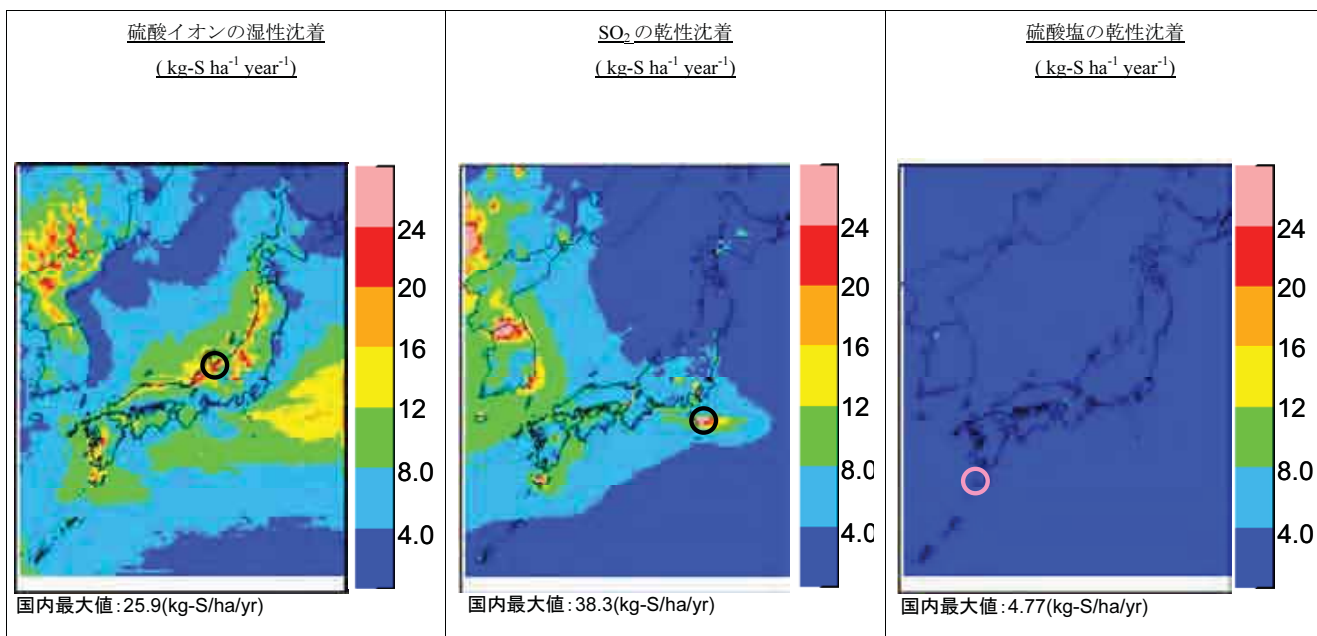 硫酸イオンの湿性沈着
( kg-S ha-1 year-1)
24
20
16
12
8.0
4.0
国内最大値:25.9(kg-S/ha/yr)
SO2の乾性沈着
( kg-S ha-1 year-1)
24
20
16
12
8.0
4.0
国内最大値:38.3(kg-S/ha/yr)
硫酸塩の乾性沈着
( kg-S ha-1 year-1)
24
20
16
12
8.0
4.0
国内最大値:4.77(kg-S/ha/yr)